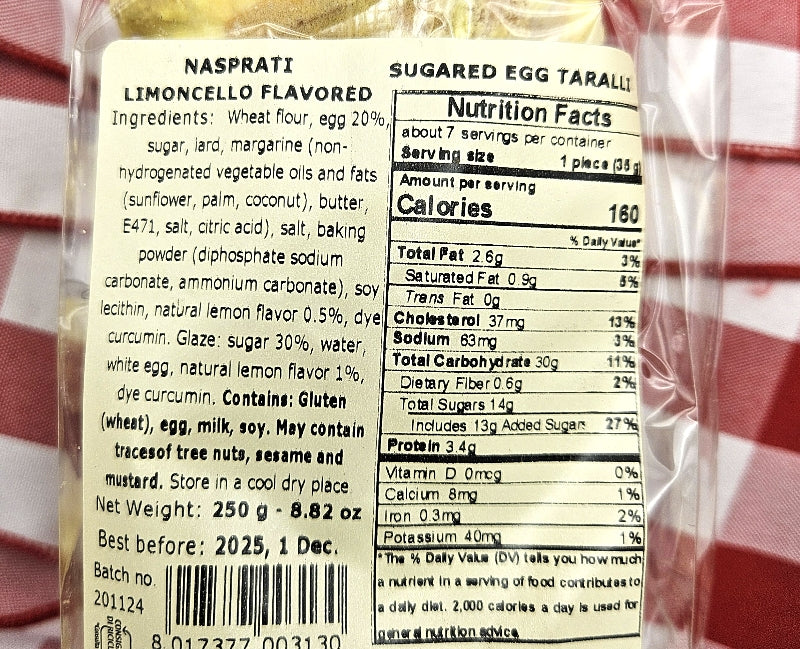 NASPRATI
LIMONCELLO FLAVORED
Ingredients: Wheat flour, egg 20%,
sugar, lard, margarine (non-
hydrogenated vegetable oils and fats
(sunflower, palm, coconut), butter,
E471, salt, citric acid), salt, baking
powder (diphosphate sodium
carbonate, ammonium carbonate), soy
lecithin, natural lemon flavor 0.5%, dye
curcumin. Glaze: sugar 30%, water,
white egg, natural lemon flavor 1%,
dye curcumin. Contains: Gluten
(wheat), egg, milk, soy. May contain
tracesof tree nuts, sesame and
mustard. Store in a cool dry place
Net Weight: 250 g - 8.82 oz
Best before: 2025, 1 Dec.
Batch no.
201124
8 017377 003130
SUGARED EGG TARALLI
Nutrition Facts
about 7 servings per container
Serving size 1 piece (35 g)
Amount per serving
Calories 160
% Daily Value*
Total Fat 2.6g 3%
Saturated Fat 0.9g 5%
Trans Fat 0g
Cholesterol 37mg 13%
Sodium 63mg 3%
Total Carbohydrate 30g 11%
Dietary Fiber 0.6g 2%
Total Sugars 14g
Includes 13g Added Sugars 27%
Protein 3.4g
Vitamin D 0mcg 0%
Calcium 8mg 1%
Iron 0.3mg 2%
Potassium 40mg 1%
*The % Daily Value (DV) tells you how much
a nutrient in a serving of food contributes to
a daily diet. 2,000 calories a day is used for
general nutrition advice